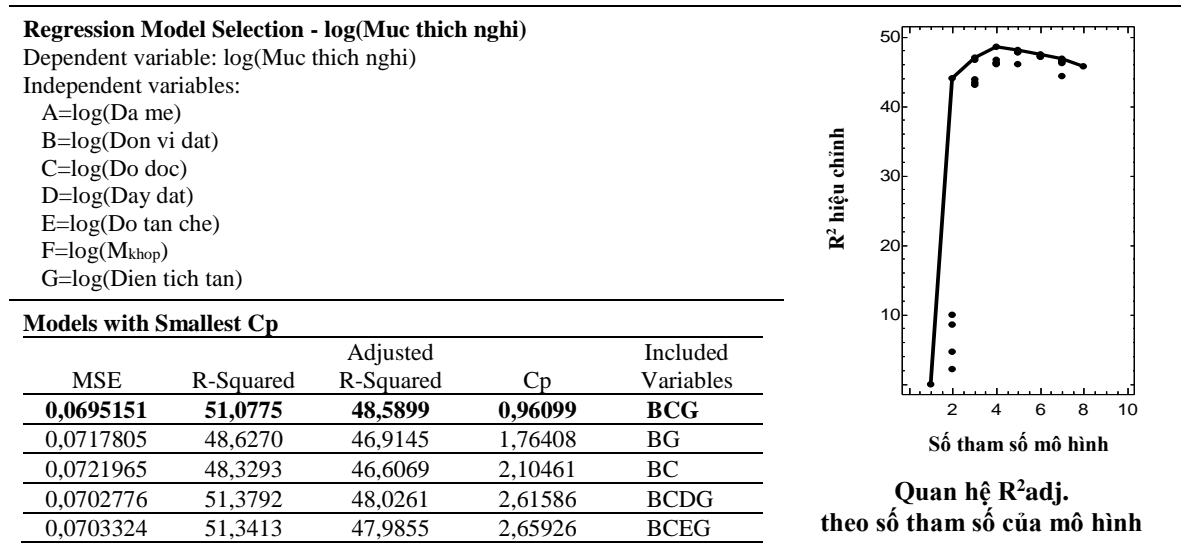 Regression Model Selection - log(Muc thich nghi)
Dependent variable: log(Muc thich nghi)
Independent variables:
A=log(Da me)
B=log(Don vi dat)
C=log(Do doc)
D=log(Day dat)
E=log(Do tan che)
F=log(Mkhop)
G=log(Dien tich tan)
Models with Smallest Cp
Adjusted Included
MSE R-Squared R-Squared Cp Variables
0,0695151 51,0775 48,5899 0,96099 BCG
0,0717805 48,6270 46,9145 1,76408 BG
0,0721965 48,3293 46,6069 2,10461 BC
0,0702776 51,3792 48,0261 2,61586 BCDG
0,0703324 51,3413 47,9855 2,65926 BCEG
R² hiệu chỉnh
50
40
30
20
10
2 4 6 8 10
Số tham số mô hình
Quan hệ R²adj.
theo số tham số của mô hình